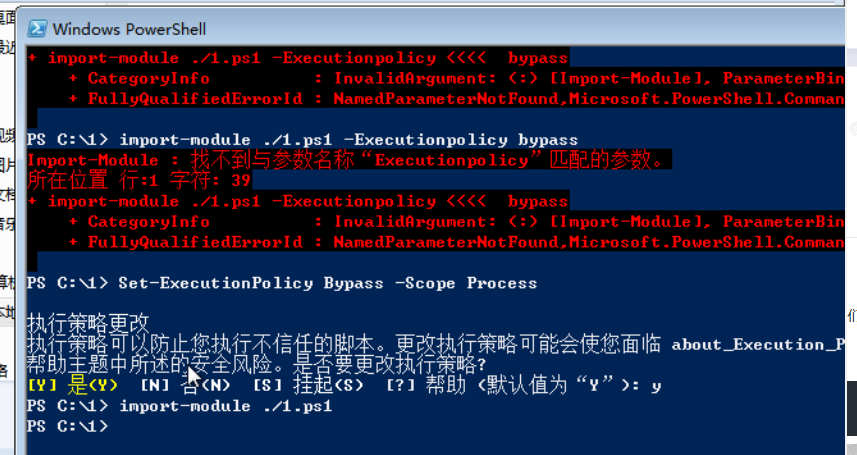 Windows PowerShell
+ import-module ./1.ps1 -Executionpolicy <<<<  bypass
+ CategoryInfo : InvalidArgument: (:) [Import-Module], ParameterBin
+ FullyQualifiedErrorId : NamedParameterNotFound,Microsoft.PowerShell.Comman
PS C:\1> import-module ./1.ps1 -Executionpolicy bypass
Import-Module : 找不到与参数名称“Executionpolicy”匹配的参数。
所在位置 行:1 字符: 39
+ import-module ./1.ps1 -Executionpolicy <<<<  bypass
+ CategoryInfo : InvalidArgument: (:) [Import-Module], ParameterBin
+ FullyQualifiedErrorId : NamedParameterNotFound,Microsoft.PowerShell.Comman
PS C:\1> Set-ExecutionPolicy Bypass -Scope Process
执行策略更改
执行策略可以防止您执行不信任的脚本。更改执行策略可能会使您面临 about_Execution_P
帮助主题中所述的安全风险。是否要更改执行策略?
[Y] 是(Y)  [N] 否(N)  [S] 挂起(S)  [?] 帮助 (默认值为“Y”): y
PS C:\1> import-module ./1.ps1
PS C:\1>